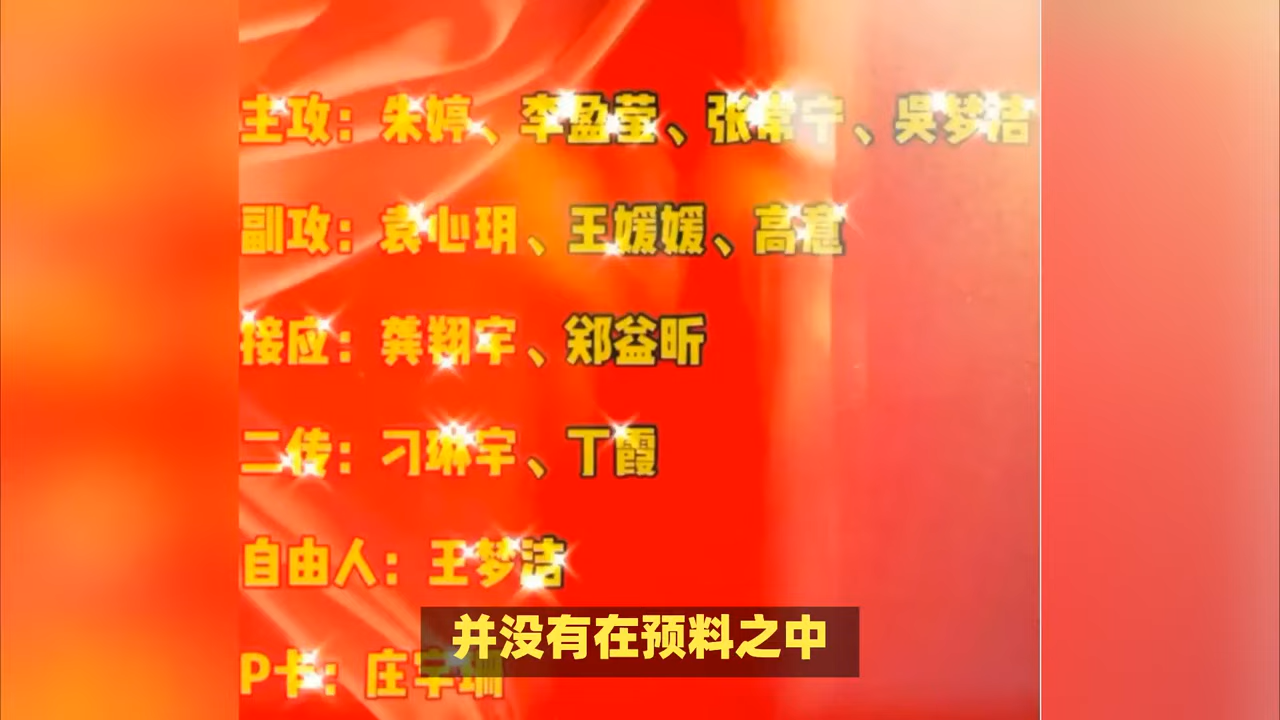 主攻：朱婷、李盈莹、张常宁、吳梦洁
副攻：袁心玥、王媛媛、高意
接应：龚翔宇、郑益昕
二传：刁琳宇、丁霞
自由人：王梦洁
并没有在预料之中
P卡：庄宇珊